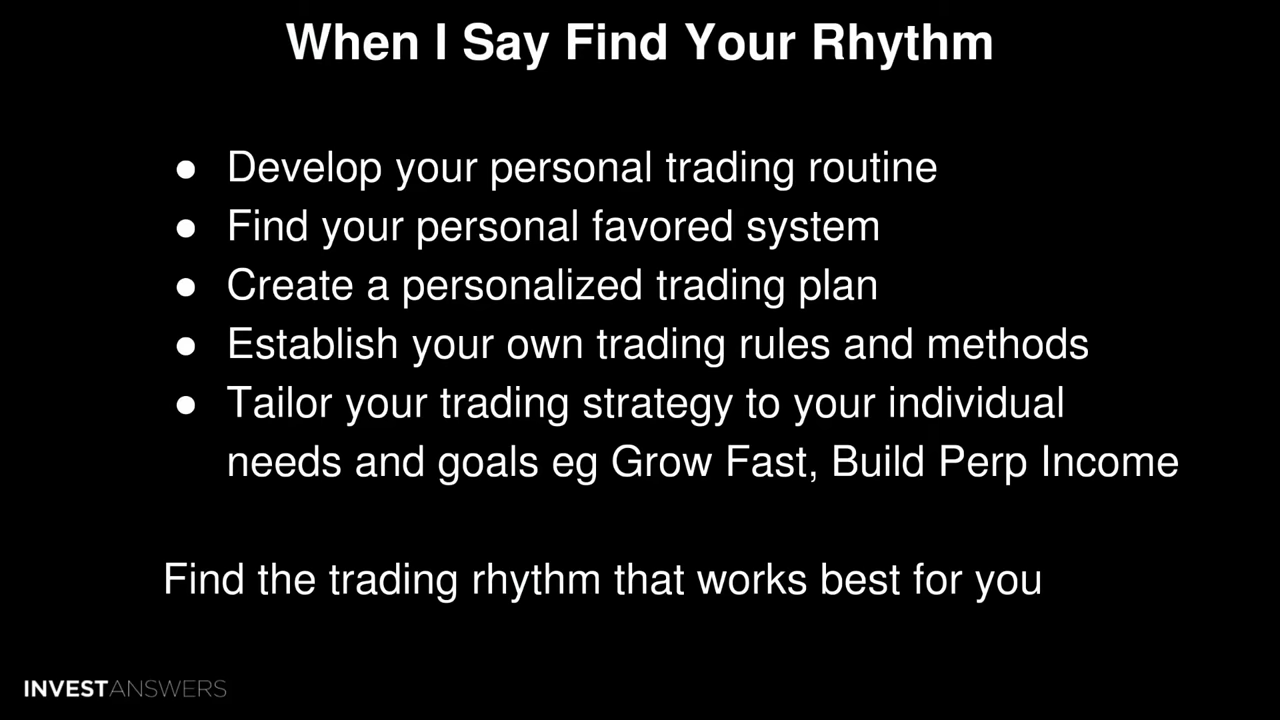 When I Say Find Your Rhythm
● Develop your personal trading routine
● Find your personal favored system
● Create a personalized trading plan
● Establish your own trading rules and methods
● Tailor your trading strategy to your individual
needs and goals eg Grow Fast, Build Perp Income
Find the trading rhythm that works best for you
INVESTANSWERS